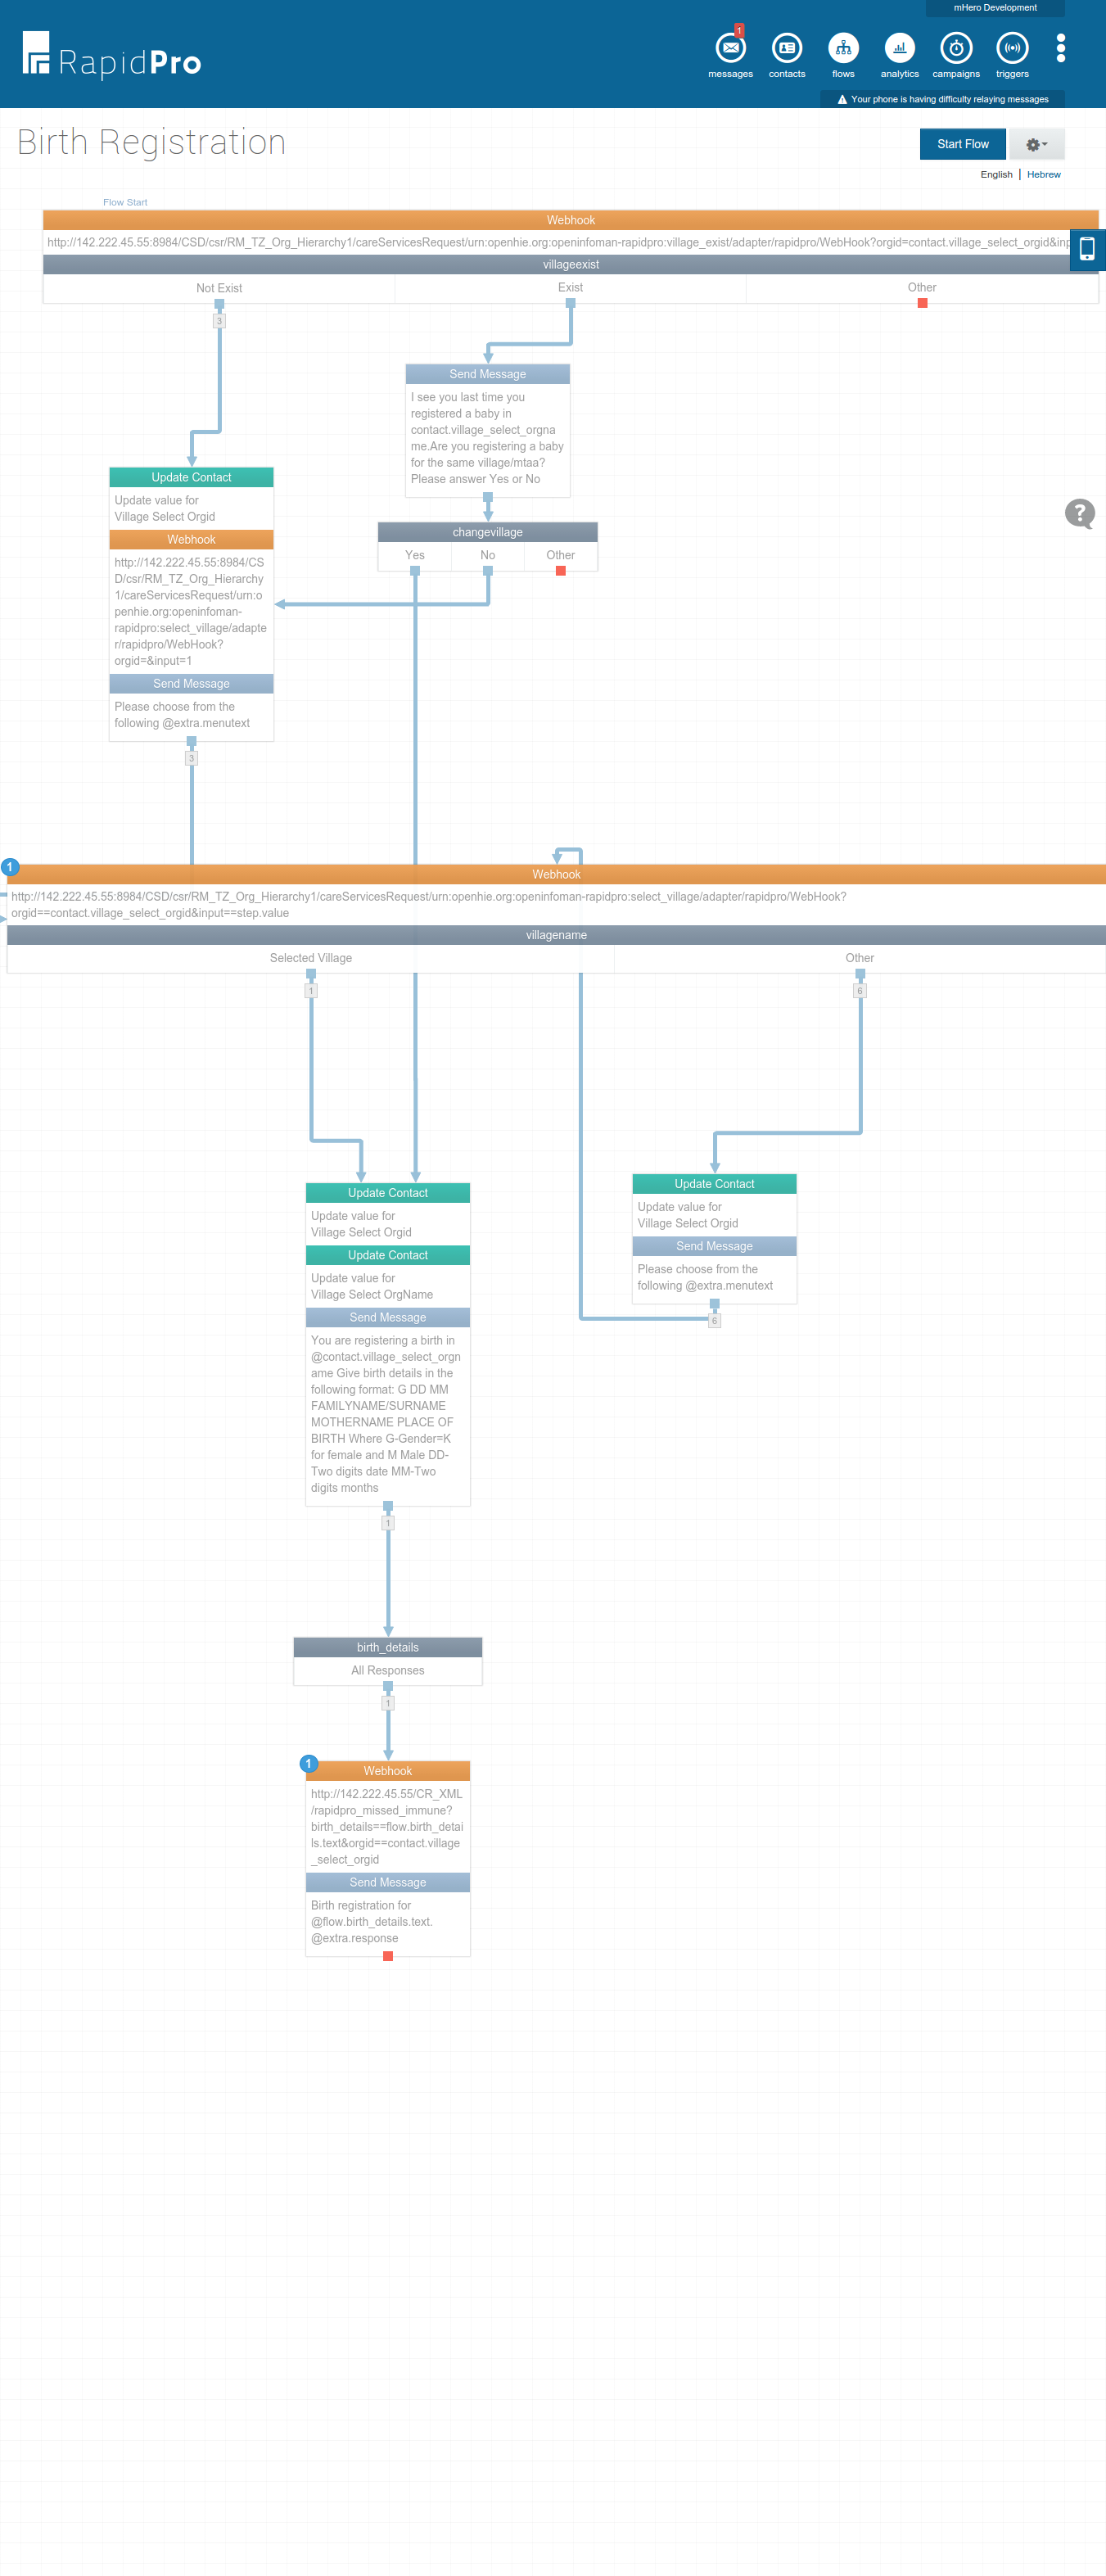 mHero Development
RapidPro
1
messages
contacts
flows
analytics
campaigns
triggers
Your phone is having difficulty relaying messages
Birth Registration
Start Flow
English | Hebrew
Flow Start
Webhook
http://142.222.45.55:8984/CSD/csr/RM_TZ_Org_Hierarchy1/careServicesRequest/urn:openhie.org:openinfoman-rapidpro:village_exist/adapter/rapidpro/WebHook?orgid=contact.village_select_orgid&inp
villageexist
Not Exist
Exist
Other
3
Send Message
I see you last time you
registered a baby in
contact.village_select_orgna
me.Are you registering a baby
for the same village/mtaa?
Please answer Yes or No
Update Contact
Update value for
Village Select Orgid
Webhook
http://142.222.45.55:8984/CS
D/csr/RM_TZ_Org_Hierarchy
1/careServicesRequest/urn:o
penhie.org:openinfoman-
rapidpro:select_village/adapte
r/rapidpro/WebHook?
orgid=&input=1
Send Message
Please choose from the
following @extra.menutext
3
changevillage
Yes
No
Other
?
1
Webhook
http://142.222.45.55:8984/CSD/csr/RM_TZ_Org_Hierarchy1/careServicesRequest/urn:openhie.org:openinfoman-rapidpro:select_village/adapter/rapidpro/WebHook?
orgid==contact.village_select_orgid&input==step.value
villagename
Selected Village
Other
1
6
Update Contact
Update value for
Village Select Orgid
Send Message
Please choose from the
following @extra.menutext
6
Update Contact
Update value for
Village Select Orgid
Update Contact
Update value for
Village Select OrgName
Send Message
You are registering a birth in
@contact.village_select_orgn
ame Give birth details in the
following format: G DD MM
FAMILYNAME/SURNAME
MOTHERNAME PLACE OF
BIRTH Where G-Gender=K
for female and M Male DD-
Two digits date MM-Two
digits months
1
birth_details
All Responses
1
1
Webhook
http://142.222.45.55/CR_XML
/rapidpro_missed_immune?
birth_details==flow.birth_detai
ls.text&orgid==contact.village
_select_orgid
Send Message
Birth registration for
@flow.birth_details.text.
@extra.response